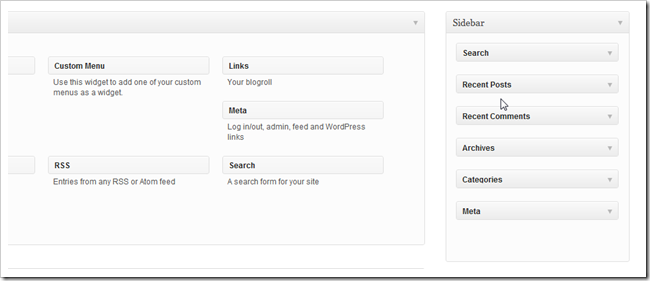 Custom Menu
Use this widget to add one of your custom
menus as a widget.
Links
Your blogroll
Meta
Log in/out, admin, feed and WordPress
links
RSS
Entries from any RSS or Atom feed
Search
A search form for your site
Sidebar
Search
Recent Posts
Recent Comments
Archives
Categories
Meta